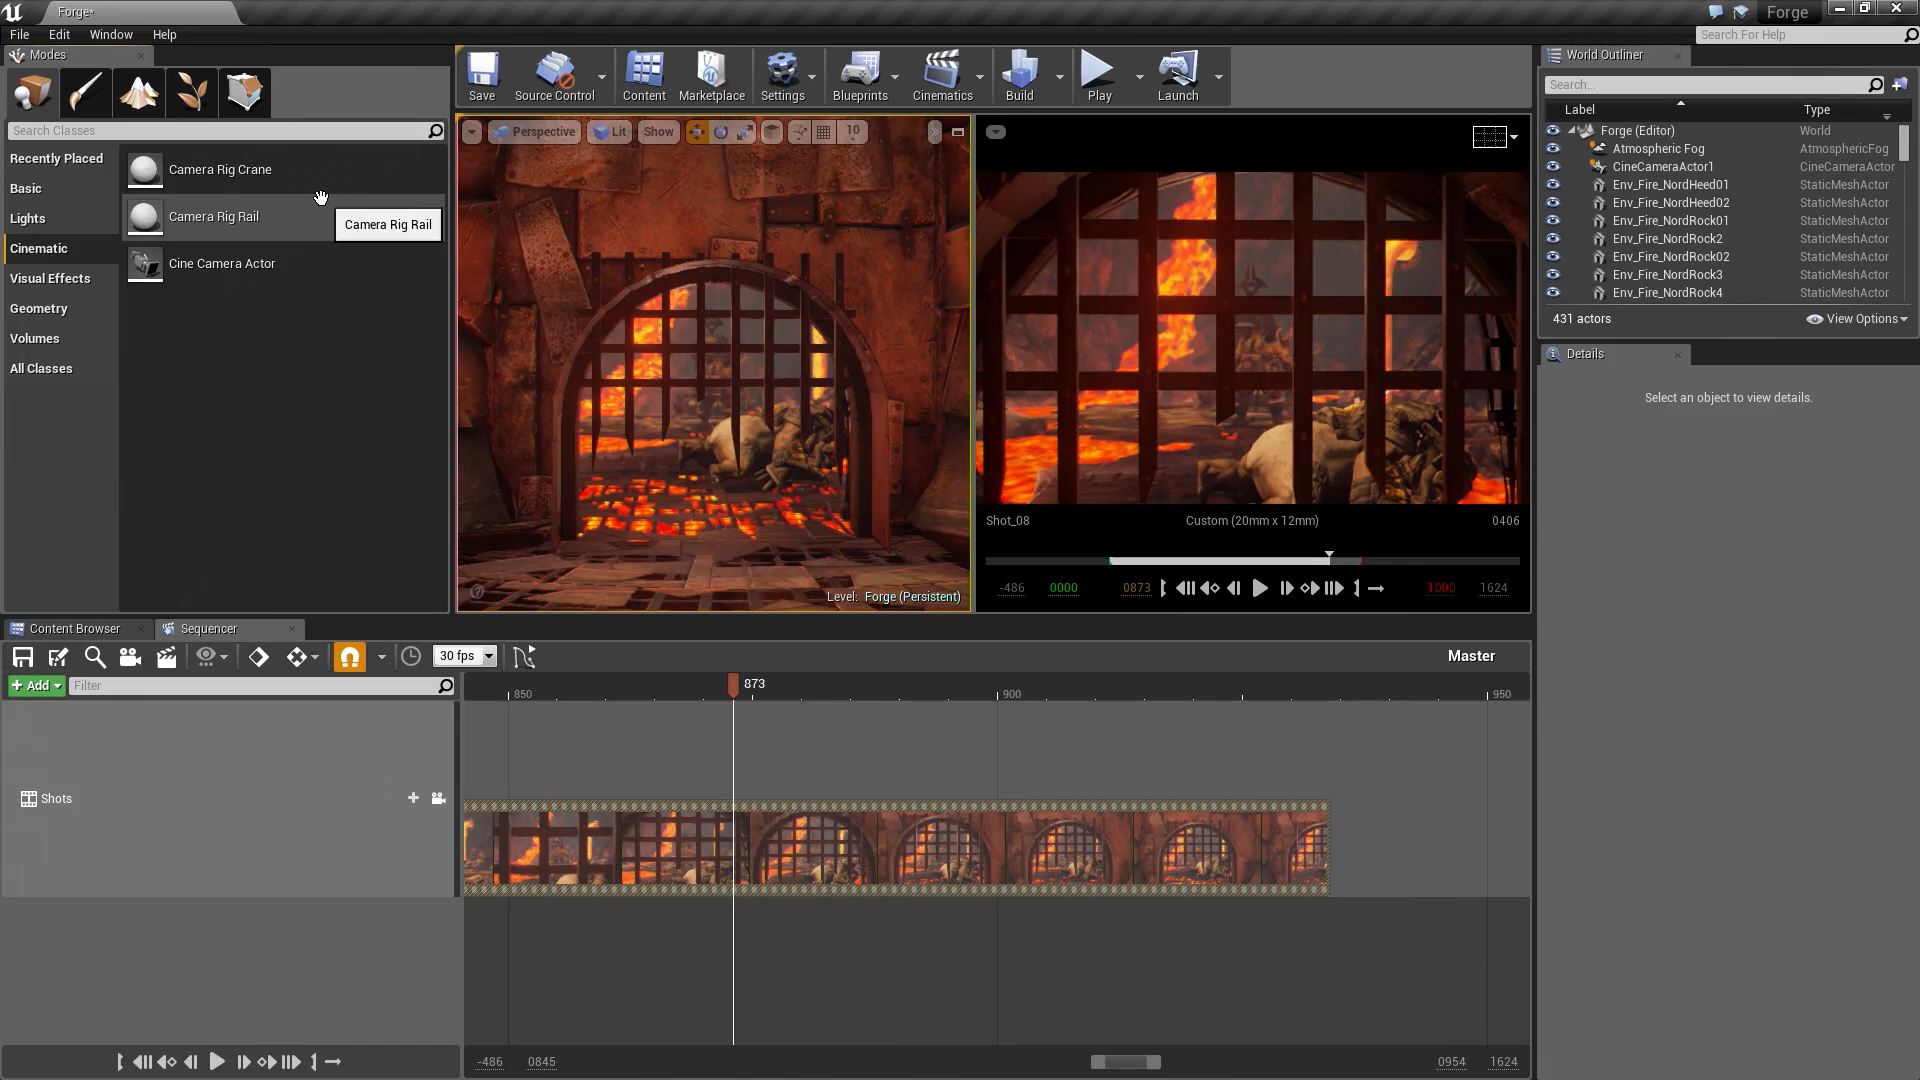 Forge*
Forge
File Edit Window Help
Search For Help
Modes
Save
Source Control
Content
Marketplace
Settings
Blueprints
Cinematics
Build
Play
Launch
World Outliner
Search...
Label Type
Forge (Editor) World
Atmospheric Fog AtmosphericFog
CineCameraActor1 CineCameraActor
Env_Fire_NordHeed01 StaticMeshActor
Env_Fire_NordHeed02 StaticMeshActor
Env_Fire_NordRock01 StaticMeshActor
Env_Fire_NordRock2 StaticMeshActor
Env_Fire_NordRock02 StaticMeshActor
Env_Fire_NordRock3 StaticMeshActor
Env_Fire_NordRock4 StaticMeshActor
431 actors View Options
Details
Select an object to view details.
Search Classes
Recently Placed
Basic
Lights
Cinematic
Visual Effects
Geometry
Volumes
All Classes
Camera Rig Crane
Camera Rig Rail
Camera Rig Rail
Cine Camera Actor
Perspective Lit Show 10
Level: Forge (Persistent)
Shot_08 Custom (20mm x 12mm) 0406
-486 0000 0873 1000 1624
Content Browser Sequencer
30 fps
Master
+ Add Filter
873
850 900 950
Shots
-486 0845 0954 1624